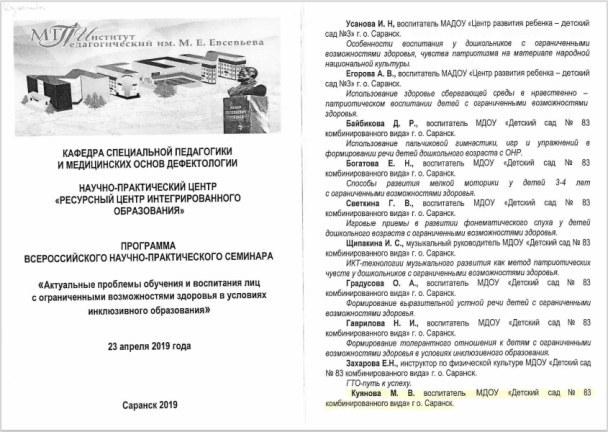 МГПИнститут
Педагогический им. М. Е. Евсевьева
КАФЕДРА СПЕЦИАЛЬНОЙ ПЕДАГОГИКИ
И МЕДИЦИНСКИХ ОСНОВ ДЕФЕКТОЛОГИИ
НАУЧНО-ПРАКТИЧЕСКИЙ ЦЕНТР
«РЕСУРСНЫЙ ЦЕНТР ИНТЕГРИРОВАННОГО
ОБРАЗОВАНИЯ»
ПРОГРАММА
ВСЕРОССИЙСКОГО НАУЧНО-ПРАКТИЧЕСКОГО СЕМИНАРА
«Актуальные проблемы обучения и воспитания лиц
с ограниченными возможностями здоровья в условиях
инклюзивного образования»
23 апреля 2019 года
Саранск 2019
Усанова И. Н, воспитатель МАДОУ «Центр развития ребенка – детский
сад №3» г. о. Саранск.
Особенности воспитания у дошкольников с ограниченными
возможностями здоровья, чувства патриотизма на материале народной
национальной культуры.
Егорова А. В., воспитатель МАДОУ «Центр развития ребенка – детский
сад №3» г. о. Саранск.
Использование здоровье сберегающей среды в нравственно –
патриотическом воспитании детей с ограниченными возможностями
здоровья.
Байбикова Д. Р., воспитатель МДОУ «Детский сад № 83
комбинированного вида» г. о. Саранск.
Использование пальчиковой гимнастики, игр и упражнений в
формировании речи детей дошкольного возраста с ОНР.
Богатова Е. Н., воспитатель МДОУ «Детский сад № 83
комбинированного вида» г. о. Саранск.
Способы развития мелкой моторики у детей 3-4 лет
с ограниченными возможностями здоровья.
Светкина Г. В., воспитатель МДОУ «Детский сад № 83
комбинированного вида» г. о. Саранск.
Игровые приемы в развитии фонематического слуха у детей
дошкольного возраста с ограниченными возможностями здоровья.
Щипакина И. С., музыкальный руководитель МДОУ «Детский сад № 83
комбинированного вида» г. о. Саранск.
ИКТ-технологии музыкального развития как метод патриотических
чувств у дошкольников с ограниченными возможностями здоровья.
Градусова О. А., воспитатель МДОУ «Детский сад № 83
комбинированного вида» г. о. Саранск.
Формирование выразительной устной речи детей с ограниченными
возможностями здоровья.
Гаврилова Н. И., воспитатель МДОУ «Детский сад № 83
комбинированного вида» г. о. Саранск.
Формирование толерантного отношения к детям с ограниченными
возможностями здоровья в условиях инклюзивного образования.
Захарова Е.Н., инструктор по физической культуре МДОУ «Детский
сад № 83 комбинированного вида» г. о. Саранск.
ГТО-путь к успеху.
Куянова М. В. воспитатель МДОУ «Детский сад № 83
комбинированного вида» г о. Саранск.